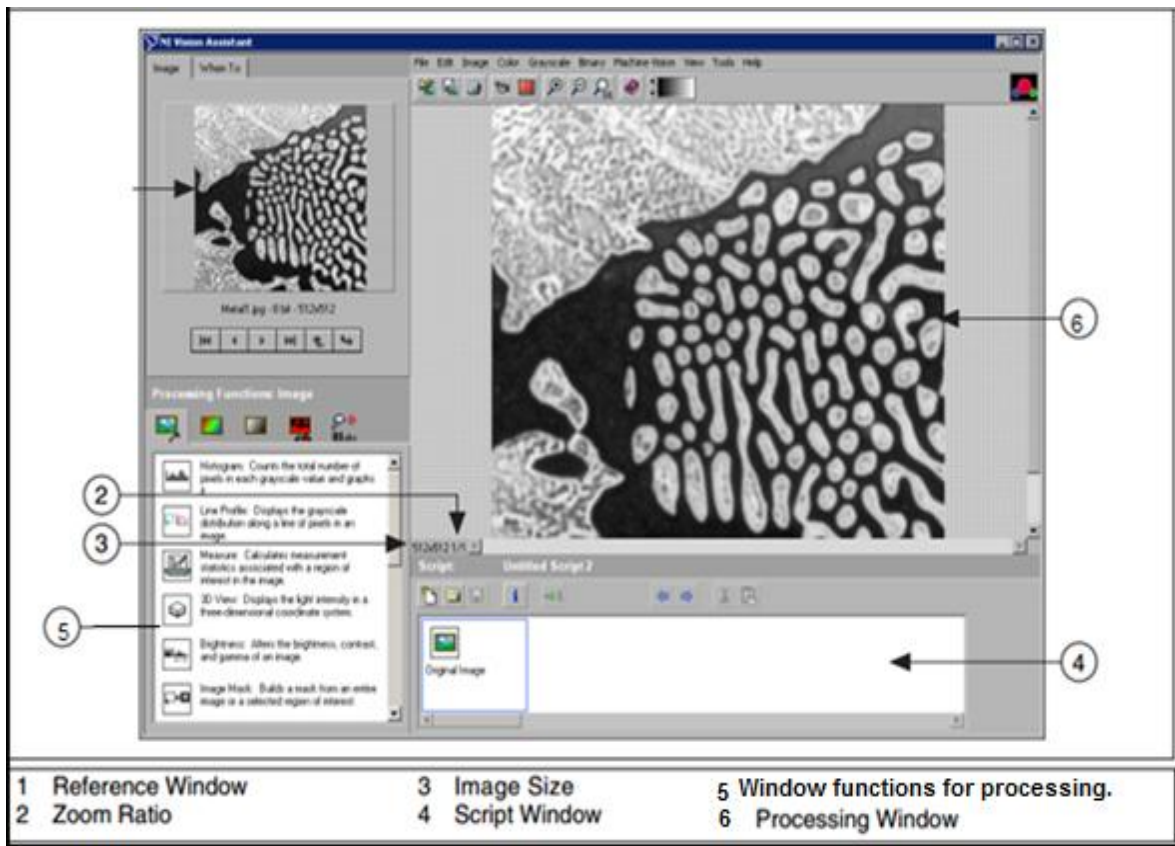 NI Vision Assistant
Image When To
File Edit Image Color Grayscale Binary Machine Vision View Tools Help
Metal1.jpg - 8 bit - 512x512
Processing Functions: Image
Histogram: Counts the total number of
pixels in each grayscale value and graphs
Line Profile: Displays the grayscale
distribution along a line of pixels in an
image.
Measure: Calculates measurement
statistics associated with a region of
interest in the image.
3D View: Displays the light intensity in a
three-dimensional coordinate system.
Brightness: Alters the brightness, contrast,
and gamma of an image.
Image Mask: Builds a mask from an entire
image or a selected region of interest
2
3
5
6
4
512x512 1/1
Script: Untitled Script 2
Original Image
1 Reference Window
2 Zoom Ratio
3 Image Size
4 Script Window
5 Window functions for processing.
6 Processing Window